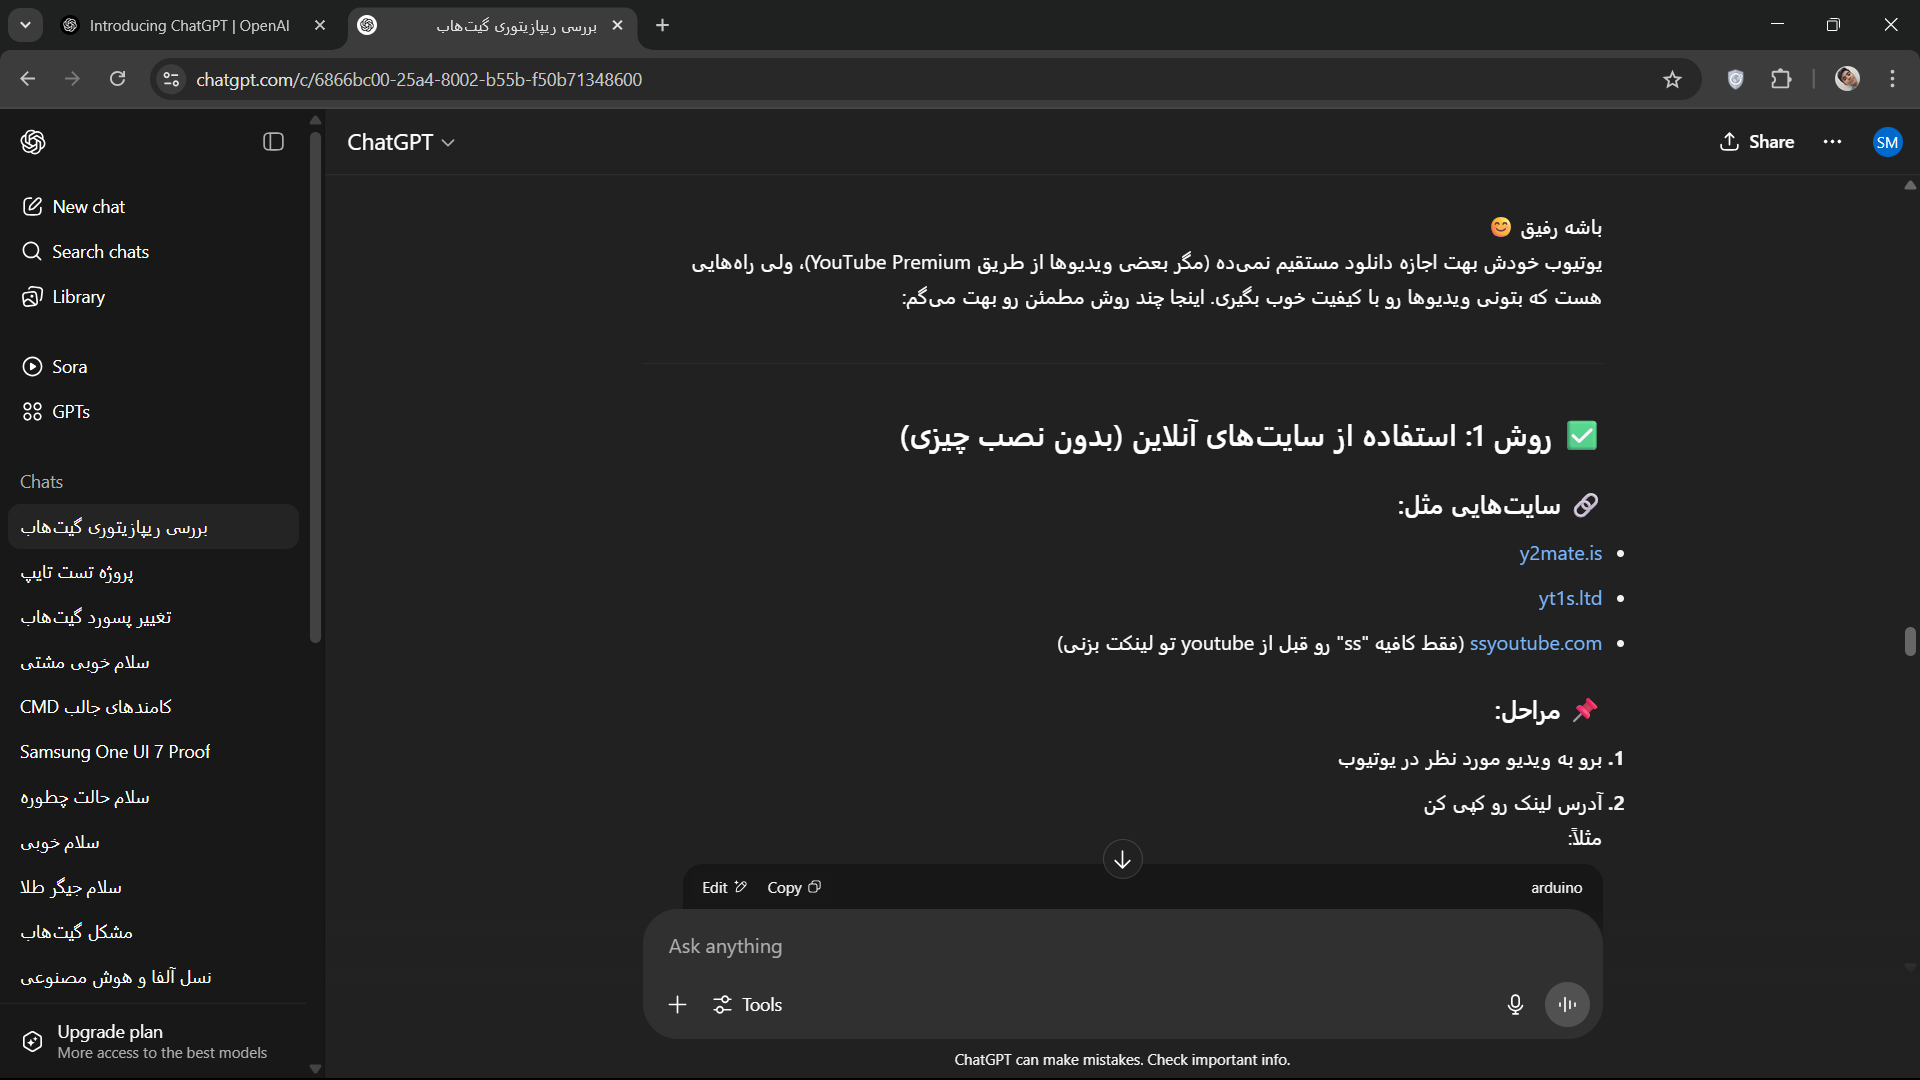 Introducing ChatGPT | OpenAI
بررسی ریپازیتوری گیت‌هاب
chatgpt.com/c/6866bc00-25a4-8002-b55b-f50b71348600
New chat
Search chats
Library
Sora
GPTs
Chats
بررسی ریپازیتوری گیت‌هاب
پروژه تست تایپ
تغییر پسورد گیت‌هاب
سلام خوبی مشتی
کامندهای جالب CMD
Samsung One UI 7 Proof
سلام حالت چطوره
سلام خوبی
سلام جیگر طلا
مشکل گیت‌هاب
نسل آلفا و هوش مصنوعی
Upgrade plan
More access to the best models
ChatGPT
Share
SM
باشه رفیق 😊
یوتیوب خودش بهت اجازه دانلود مستقیم نمی‌ده (مگر بعضی ویدیوها از طریق YouTube Premium)، ولی راه‌هایی
هست که بتونی ویدیوها رو با کیفیت خوب بگیری. اینجا چند روش مطمئن رو بهت می‌گم:
✅ روش 1: استفاده از سایت‌های آنلاین (بدون نصب چیزی)
🔗 سایت‌هایی مثل:
• y2mate.is
• yt1s.ltd
• ssyoutube.com (فقط کافیه "ss" رو قبل از youtube تو لینکت بزنی)
📌 مراحل:
1. برو به ویدیو مورد نظر در یوتیوب
2. آدرس لینک رو کپی کن
مثلاً:
arduino
Copy
Edit
Ask anything
Tools
ChatGPT can make mistakes. Check important info.